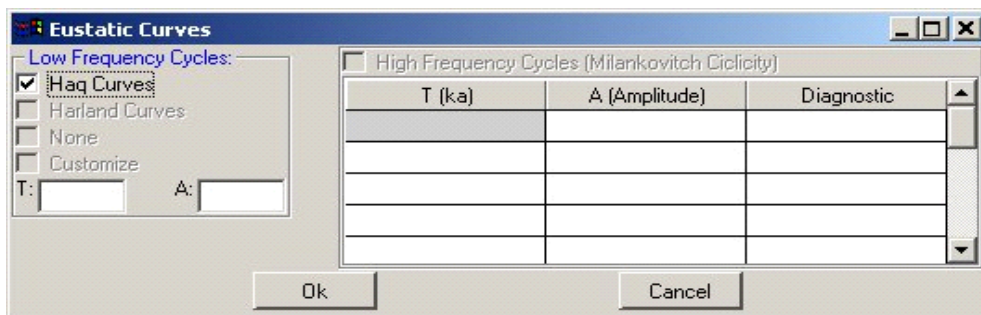 Eustatic Curves
Low Frequency Cycles:
Haq Curves
Harland Curves
None
Customize
T: A:
High Frequency Cycles (Milankovitch Ciclicity)
T (ka) A (Amplitude) Diagnostic
Ok Cancel